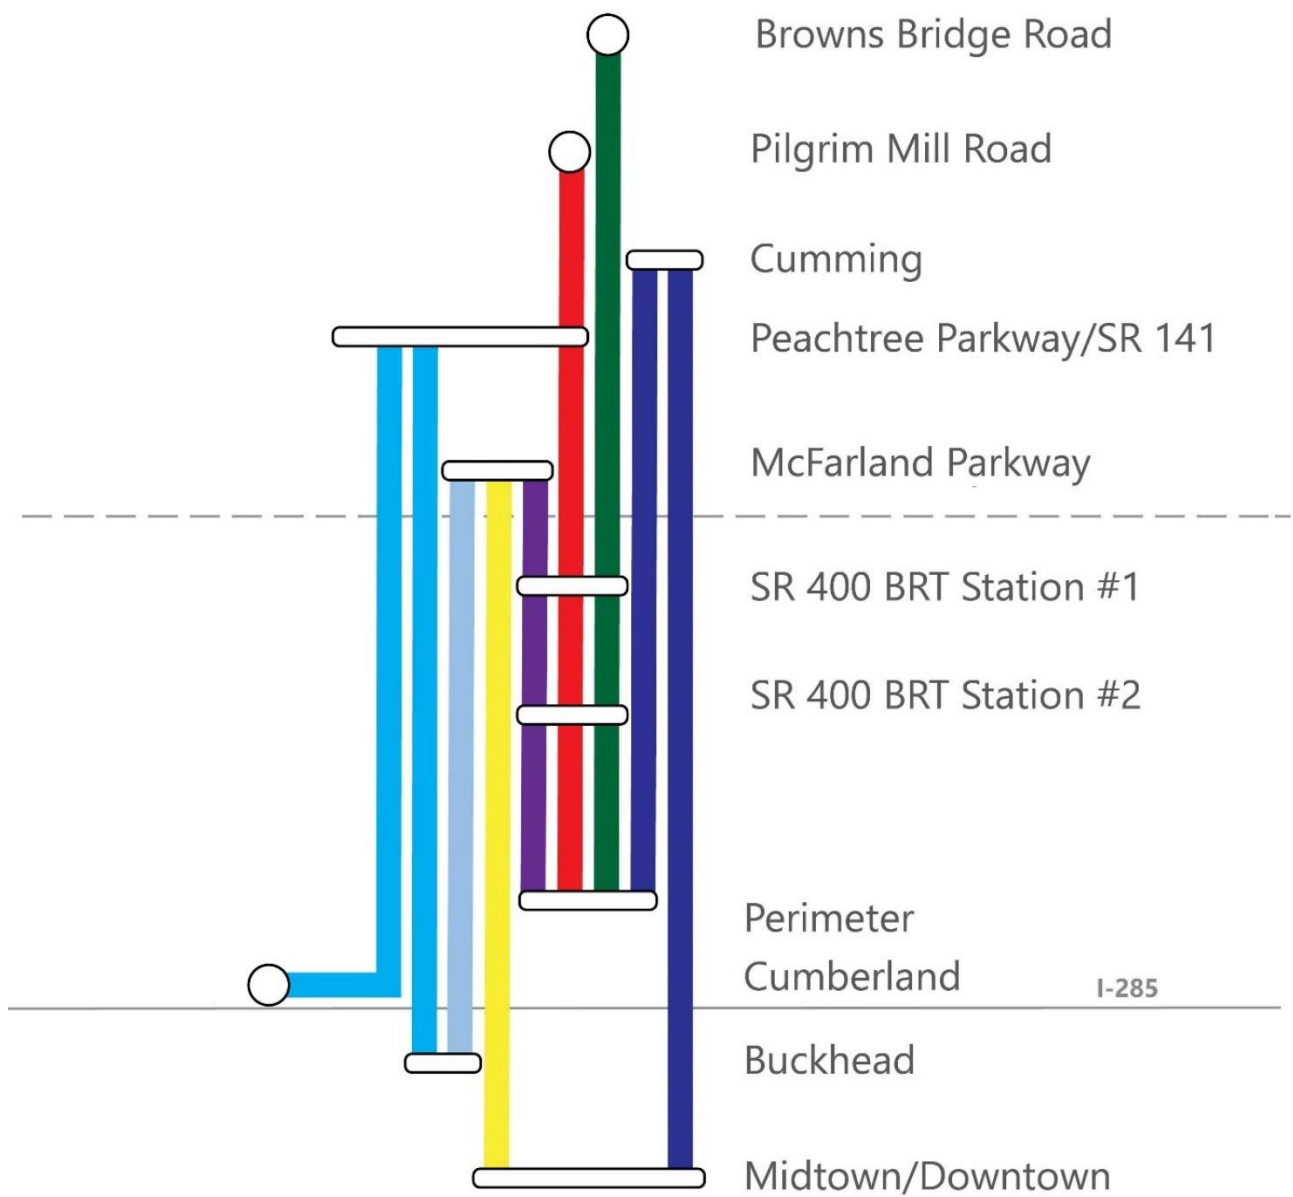 Browns Bridge Road
Pilgrim Mill Road
Cumming
Peachtree Parkway/SR 141
McFarland Parkway
SR 400 BRT Station #1
SR 400 BRT Station #2
Perimeter
Cumberland
I-285
Buckhead
Midtown/Downtown